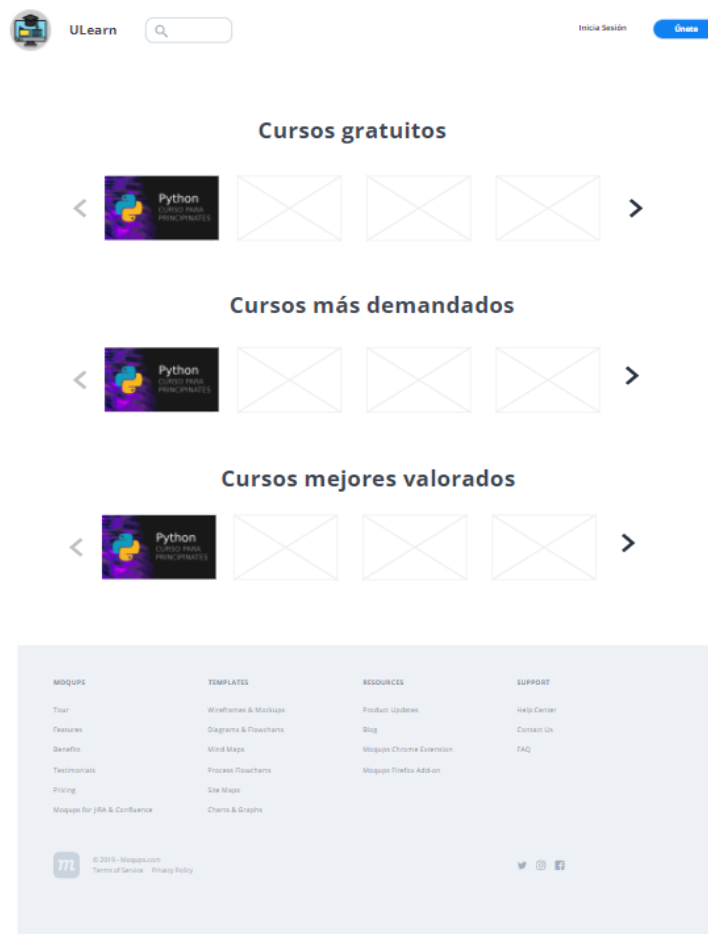 ULearn
Inicia Sesión
Únete
Cursos gratuitos
Python
CURSO PARA
PRINCIPINATES
Cursos más demandados
Python
CURSO PARA
PRINCIPINATES
Cursos mejores valorados
Python
CURSO PARA
PRINCIPINATES
MOQUPS
Tour
Features
Benefits
Testimonials
Pricing
Moqups for JIRA & Confluence
TEMPLATES
Wireframes & Mockups
Diagrams & Flowcharts
Mind Maps
Process Flowcharts
Site Maps
Charts & Graphs
RESOURCES
Product Updates
Blog
Moqups Chrome Extension
Moqups Firefox Add-on
SUPPORT
Help Center
Contact Us
FAQ
m
© 2019 - Moqups.com
Terms of Service Privacy Policy